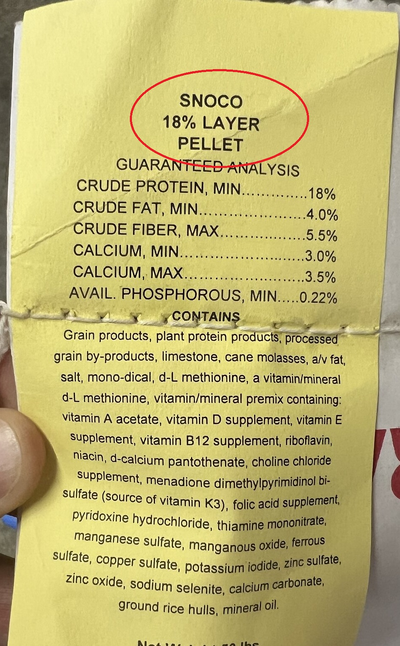 SNOCO
18% LAYER
PELLET
GUARANTEED ANALYSIS
CRUDE PROTEIN, MIN..............18%
CRUDE FAT, MIN.......................4.0%
CRUDE FIBER, MAX..................5.5%
CALCIUM, MIN..........................3.0%
CALCIUM, MAX.........................3.5%
AVAIL. PHOSPHOROUS, MIN.....0.22%
CONTAINS
Grain products, plant protein products, processed
grain by-products, limestone, cane molasses, a/v fat,
salt, mono-dical, d-L methionine, a vitamin/mineral
d-L methionine, vitamin/mineral premix containing:
vitamin A acetate, vitamin D supplement, vitamin E
supplement, vitamin B12 supplement, riboflavin,
niacin, d-calcium pantothenate, choline chloride
supplement, menadione dimethylpyrimidinol bi-
sulfate (source of vitamin K3), folic acid supplement,
pyridoxine hydrochloride, thiamine mononitrate,
manganese sulfate, manganous oxide, ferrous
sulfate, copper sulfate, potassium iodide, zinc sulfate,
zinc oxide, sodium selenite, calcium carbonate,
ground rice hulls, mineral oil.